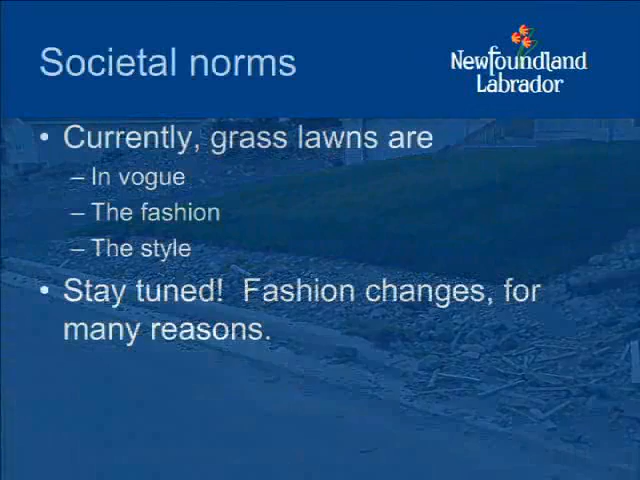 Societal norms
Newfoundland
Labrador
• Currently, grass lawns are
– In vogue
– The fashion
– The style
• Stay tuned!  Fashion changes, for
many reasons.